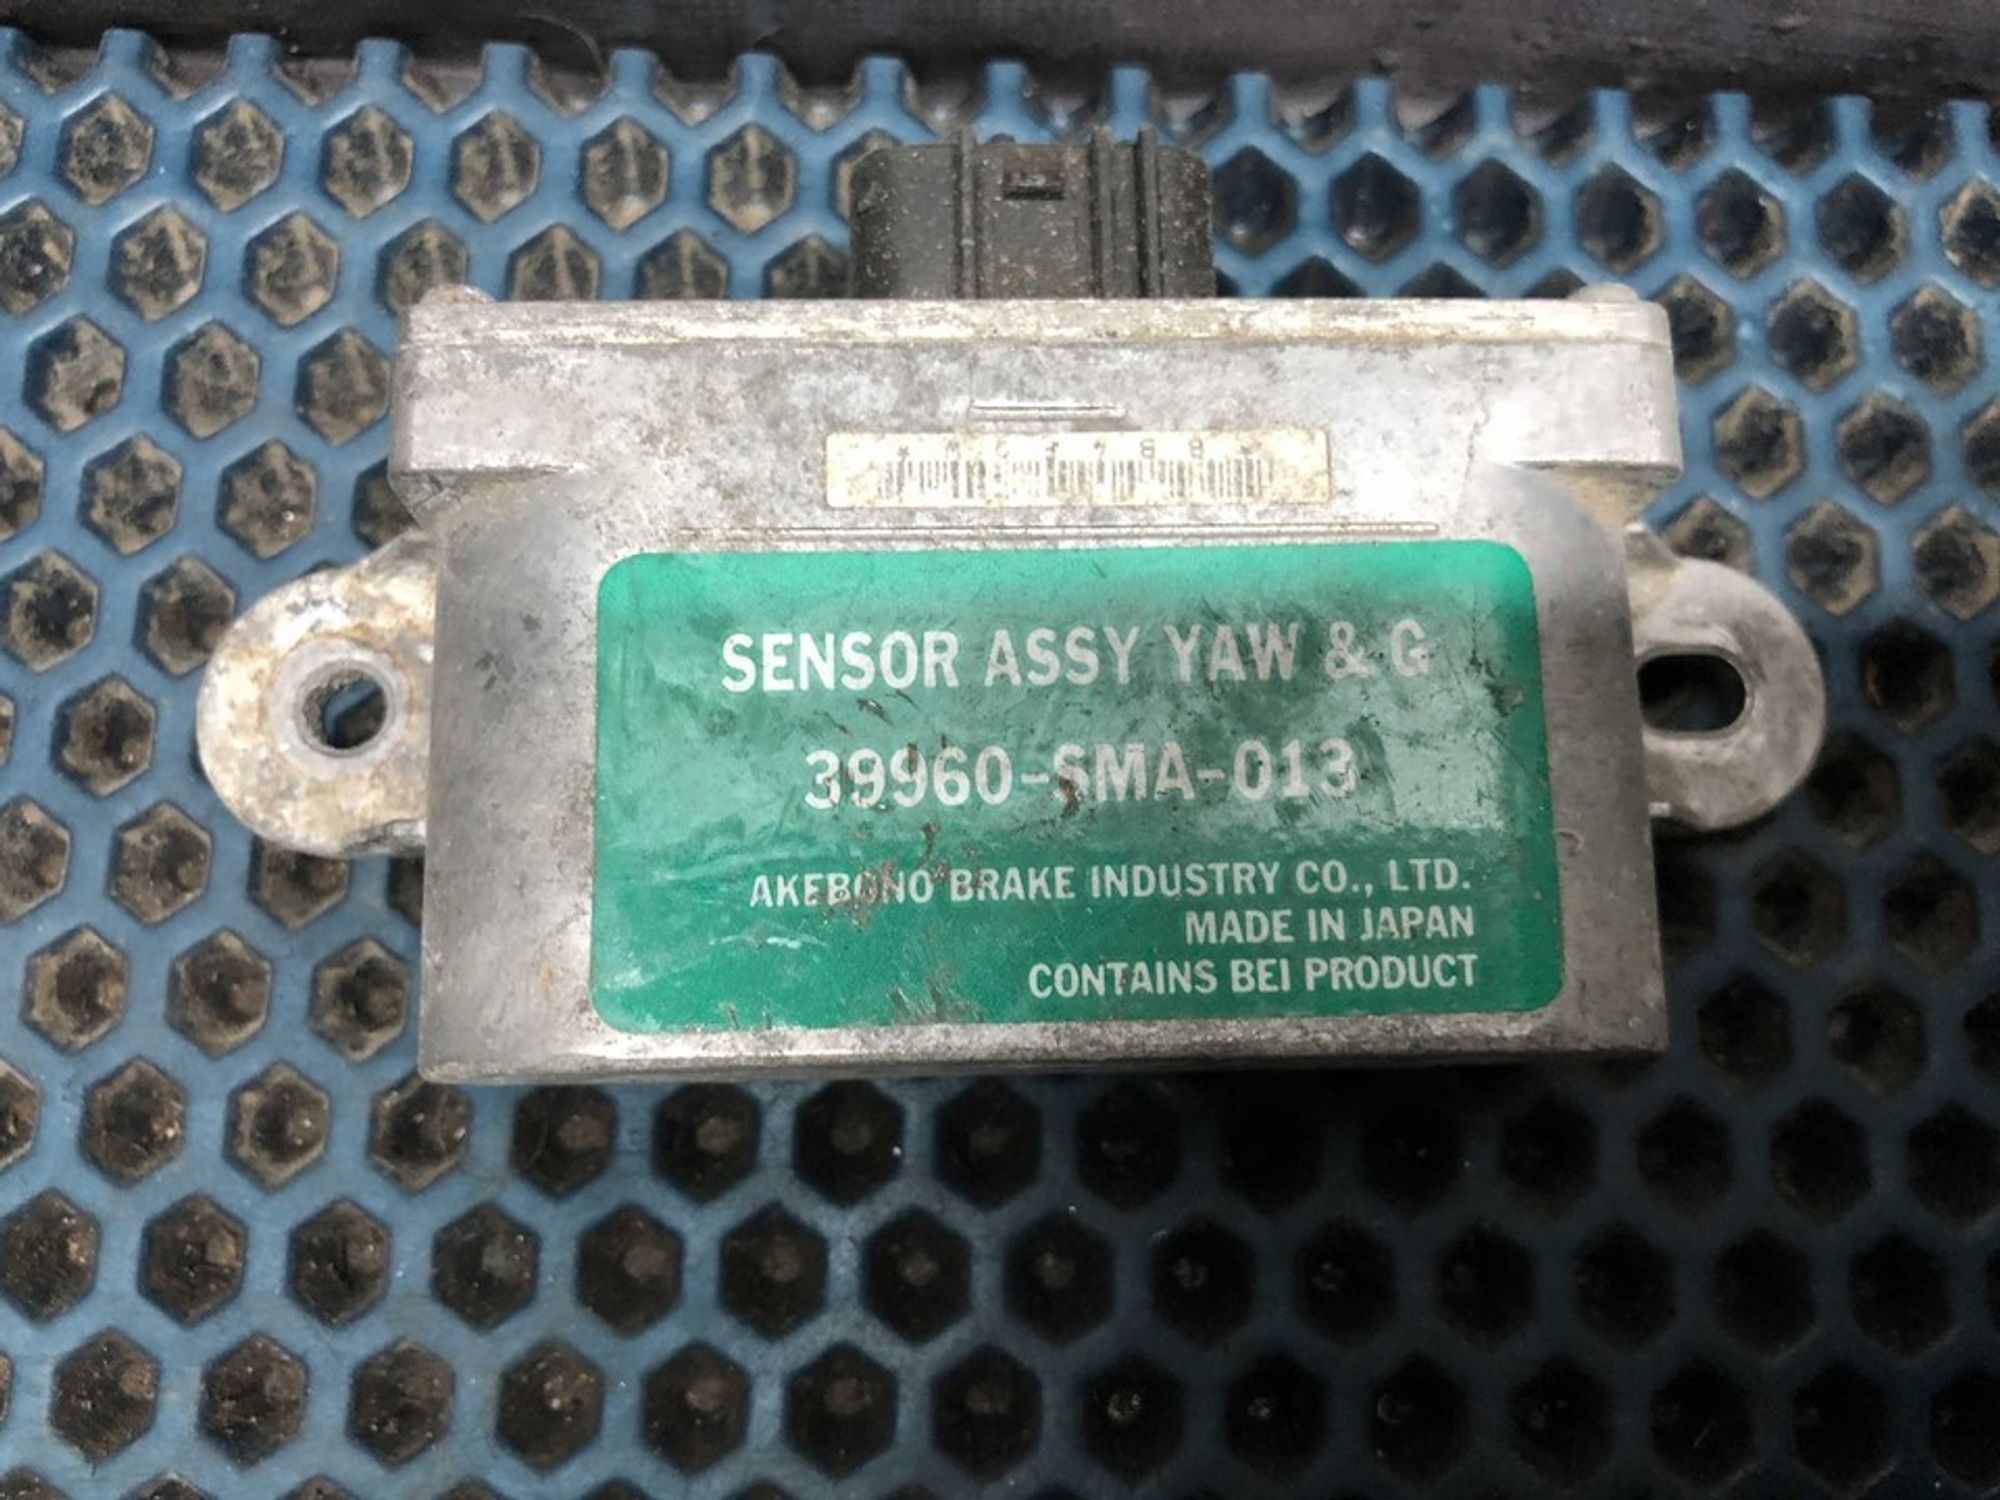 SENSOR ASSY YAW & G
39960-SMA-013
AKEBONO BRAKE INDUSTRY CO., LTD.
MADE IN JAPAN
CONTAINS BEI PRODUCT